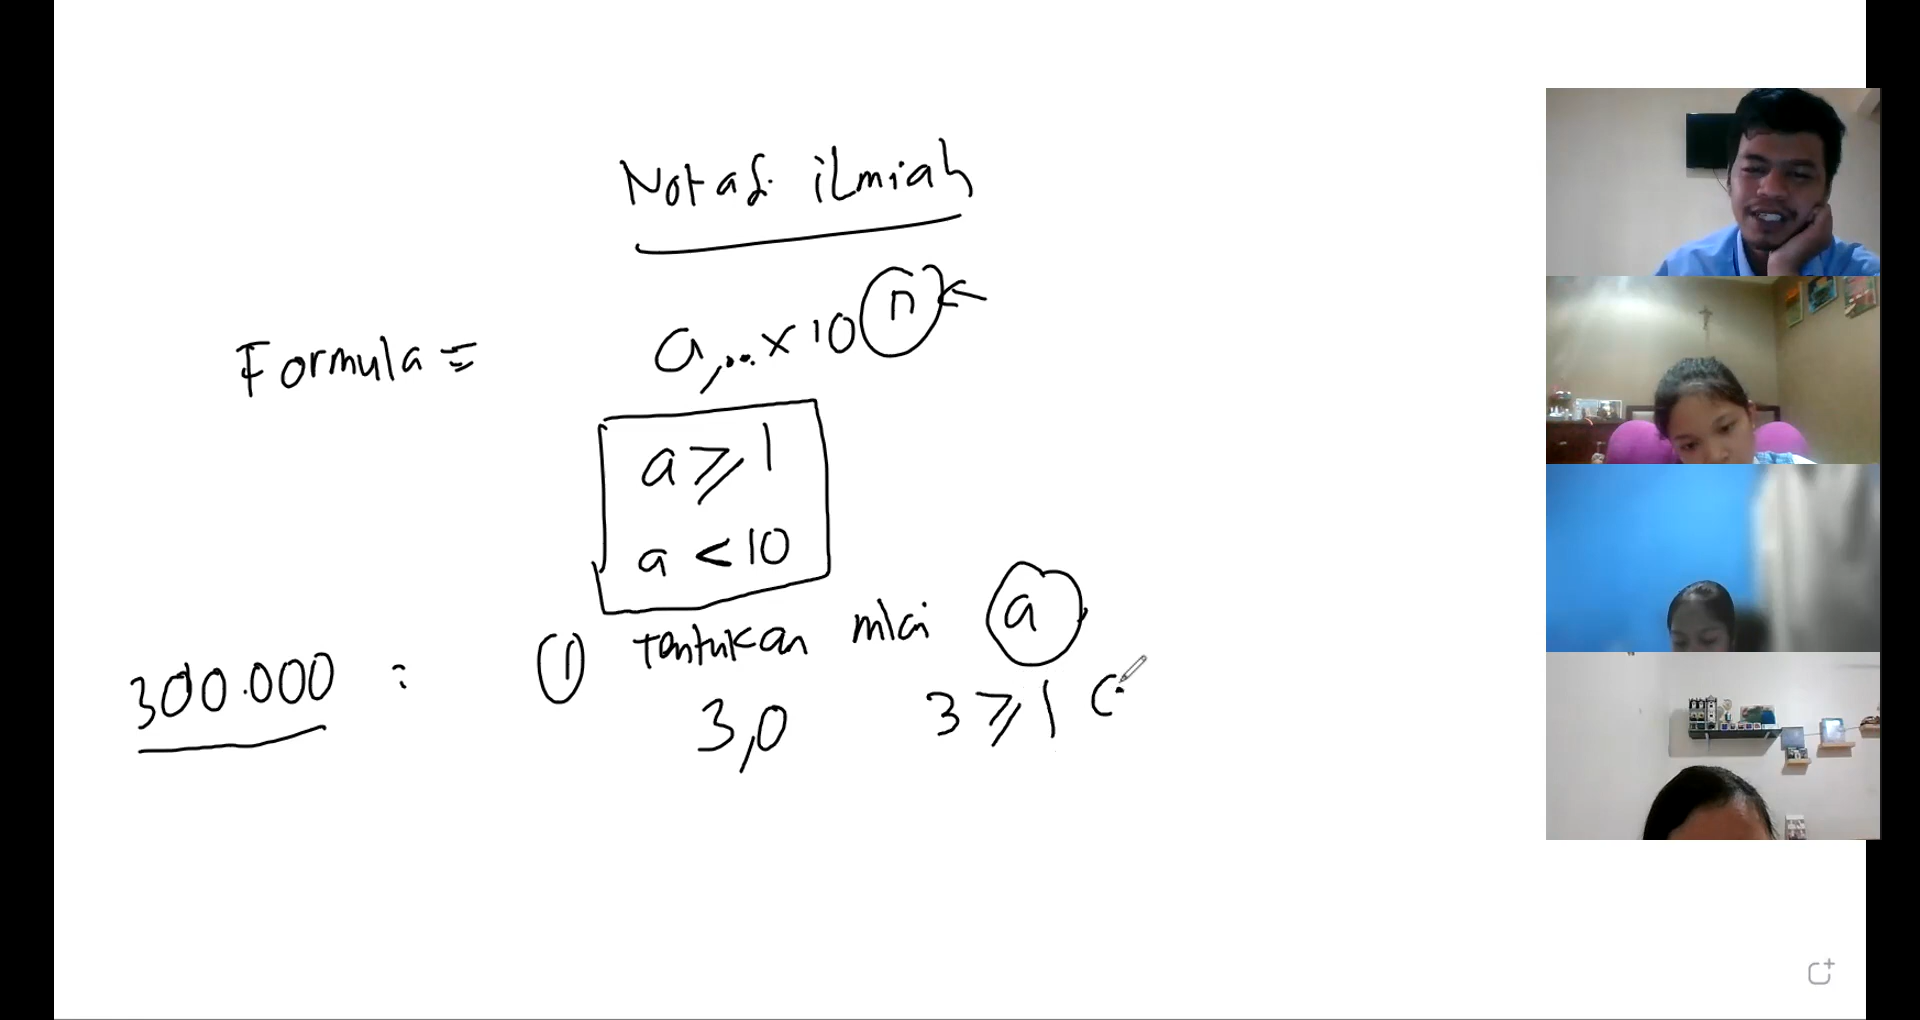 Notasi ilmiah
Formula = a,... × 10 n
a ⩾ 1
a < 10
300.000 : ① tentukan nilai a
3,0 3 ⩾ 1 (